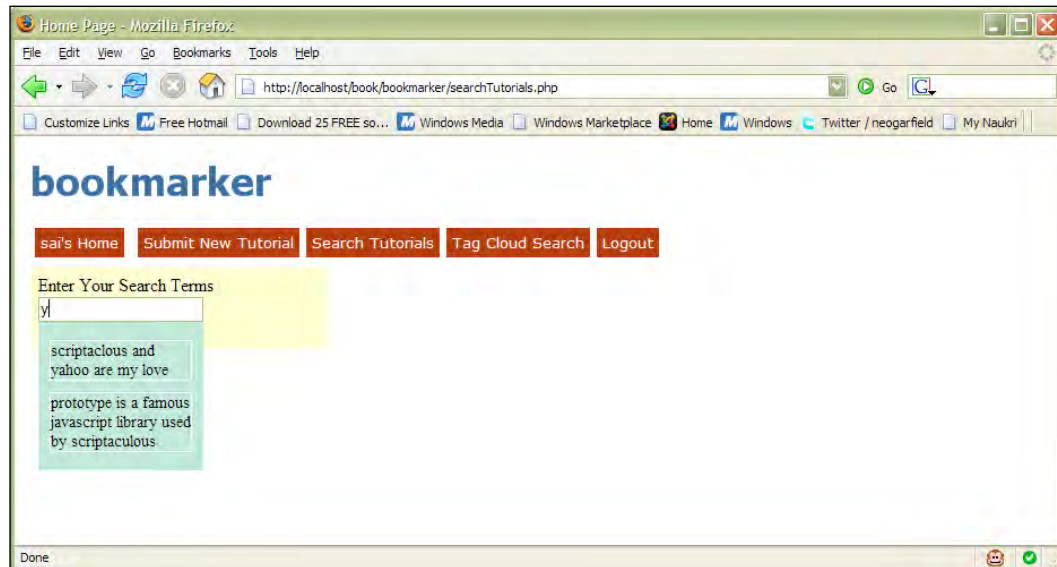 Home Page - Mozilla Firefox
File Edit View Go Bookmarks Tools Help
http://localhost/book/bookmarker/searchTutorials.php Go G
Customize Links Free Hotmail Download 25 FREE so... Windows Media Windows Marketplace Home Windows Twitter / neogarfield My Naukri
bookmarker
sai's Home Submit New Tutorial Search Tutorials Tag Cloud Search Logout
Enter Your Search Terms
y
scriptaclous and
yahoo are my love
prototype is a famous
javascript library used
by scriptaculous
Done